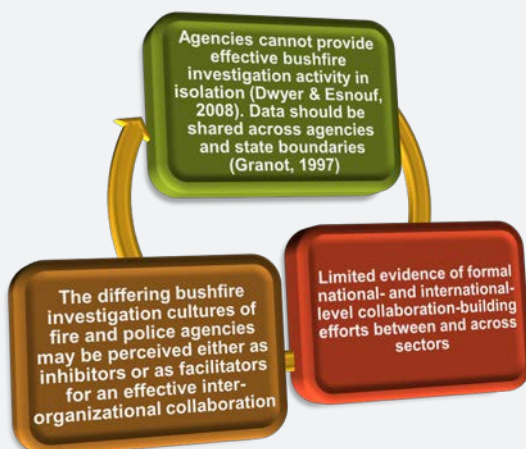 Agencies cannot provide
effective bushfire
investigation activity in
isolation (Dwyer & Esnouf,
2008). Data should be
shared across agencies
and state boundaries
(Granot, 1997)
Limited evidence of formal
national- and international-
level collaboration-building
efforts between and across
sectors
The differing bushfire
investigation cultures of
fire and police agencies
may be perceived either as
inhibitors or as facilitators
for an effective inter-
organizational collaboration